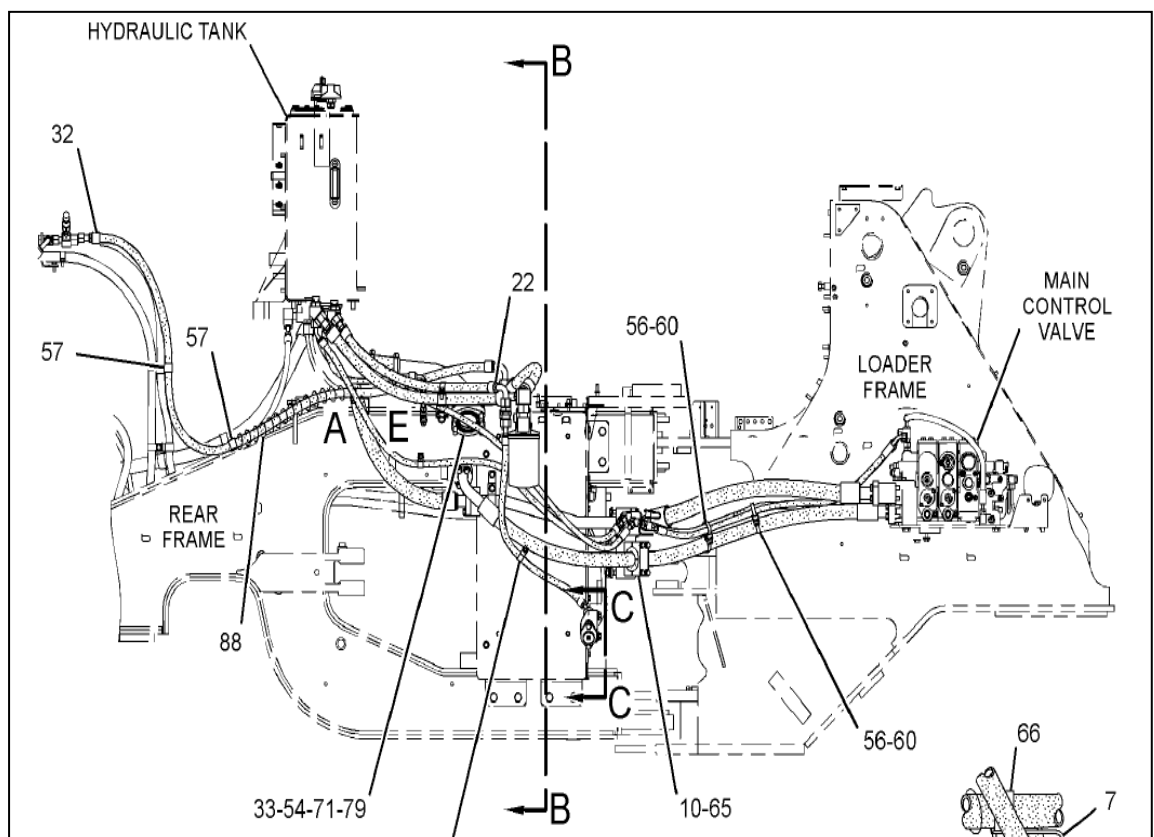 HYDRAULIC TANK
B
32
22
56-60
MAIN
CONTROL
VALVE
LOADER
FRAME
57
57
A
E
REAR
FRAME
88
C
C
56-60
66
7
33-54-71-79
B
10-65